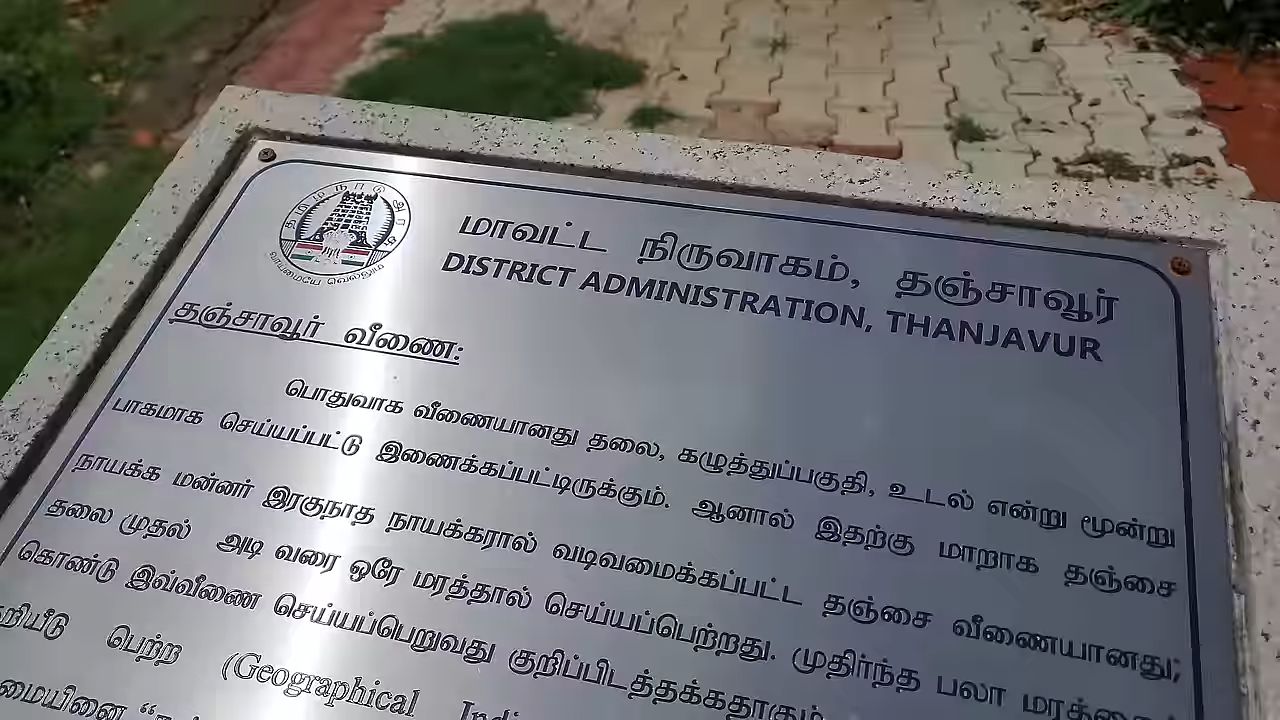 தமிழ்நாடு அரசு
வாய்மையே வெல்லும்
மாவட்ட நிருவாகம், தஞ்சாவூர்
DISTRICT ADMINISTRATION, THANJAVUR
தஞ்சாவூர் வீணை:
பொதுவாக வீணையானது தலை, கழுத்துப்பகுதி, உடல் என்று மூன்று
பாகமாக செய்யப்பட்டு இணைக்கப்பட்டிருக்கும். ஆனால் இதற்கு மாறாக தஞ்சை
நாயக்க மன்னர் இரகுநாத நாயக்கரால் வடிவமைக்கப்பட்ட தஞ்சை வீணையானது;
தலை முதல் அடி வரை ஒரே மரத்தால் செய்யப்பெற்றது. முதிர்ந்த பலா
கொண்டு இவ்வீணை செய்யப்பெறுவது குறிப்பிடத்தக்கதாகும்
பெற்ற (Geographical